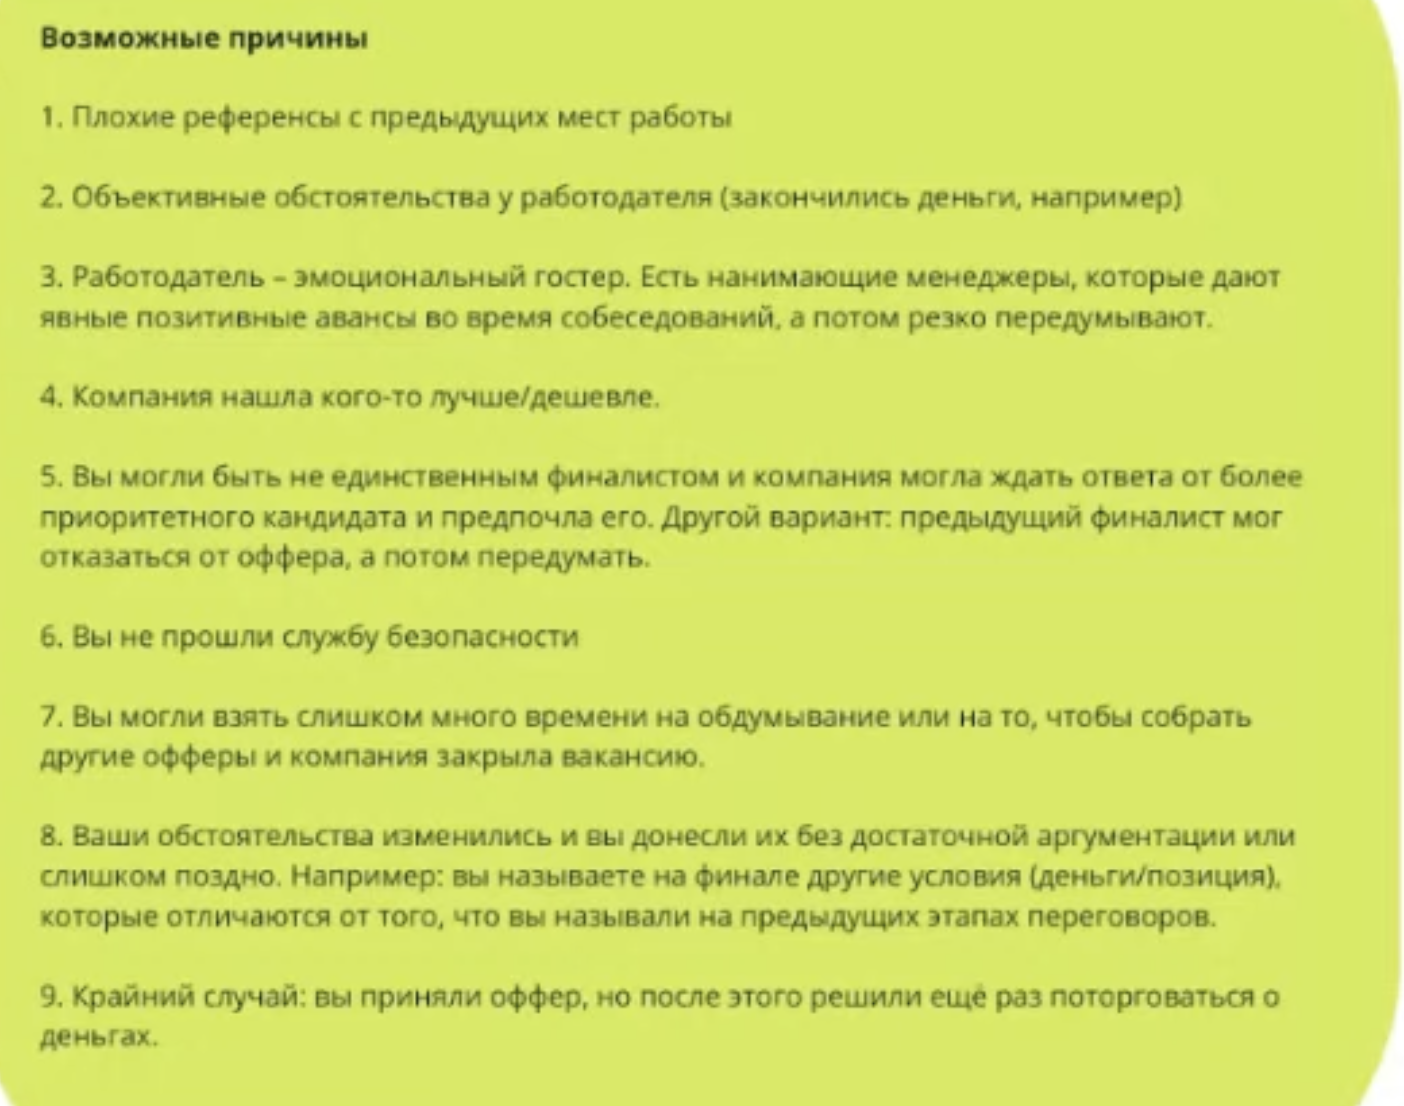 Возможные причины
1. Плохие референсы с предыдущих мест работы
2. Объективные обстоятельства у работодателя (закончились деньги, например)
3. Работодатель – эмоциональный гостер. Есть нанимающие менеджеры, которые дают
явные позитивные авансы во время собеседований, а потом резко передумывают.
4. Компания нашла кого-то лучше/дешевле.
5. Вы могли быть не единственным финалистом и компания могла ждать ответа от более
приоритетного кандидата и предпочла его. Другой вариант: предыдущий финалист мог
отказаться от оффера, а потом передумать.
6. Вы не прошли службу безопасности
7. Вы могли взять слишком много времени на обдумывание или на то, чтобы собрать
другие офферы и компания закрыла вакансию.
8. Ваши обстоятельства изменились и вы донесли их без достаточной аргументации или
слишком поздно. Например: вы называете на финале другие условия (деньги/позиция),
которые отличаются от того, что вы называли на предыдущих этапах переговоров.
9. Крайний случай: вы приняли оффер, но после этого решили ещё раз поторговаться о
деньгах.